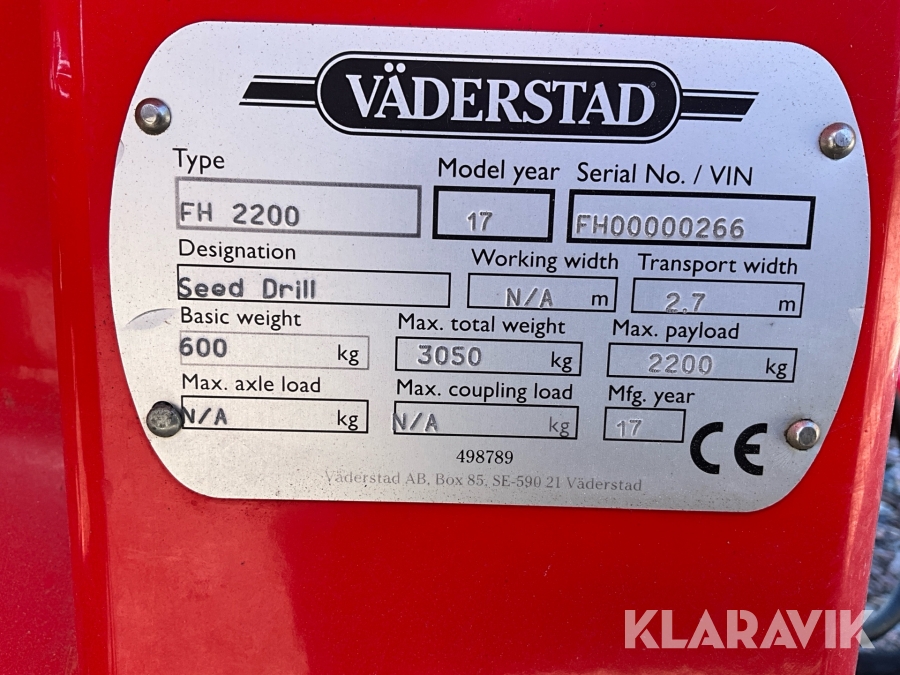 VÄDERSTAD
Type Model year Serial No. / VIN
FH 2200 17 FH00000266
Designation Working width Transport width
Seed Drill N/A m 2,7 m
Basic weight Max. total weight Max. payload
600 kg 3050 kg 2200 kg
Max. axle load Max. coupling load Mfg. year
N/A kg N/A kg 17
CE
498789
Väderstad AB, Box 85, SE-590 21 Väderstad
KLARAVIK